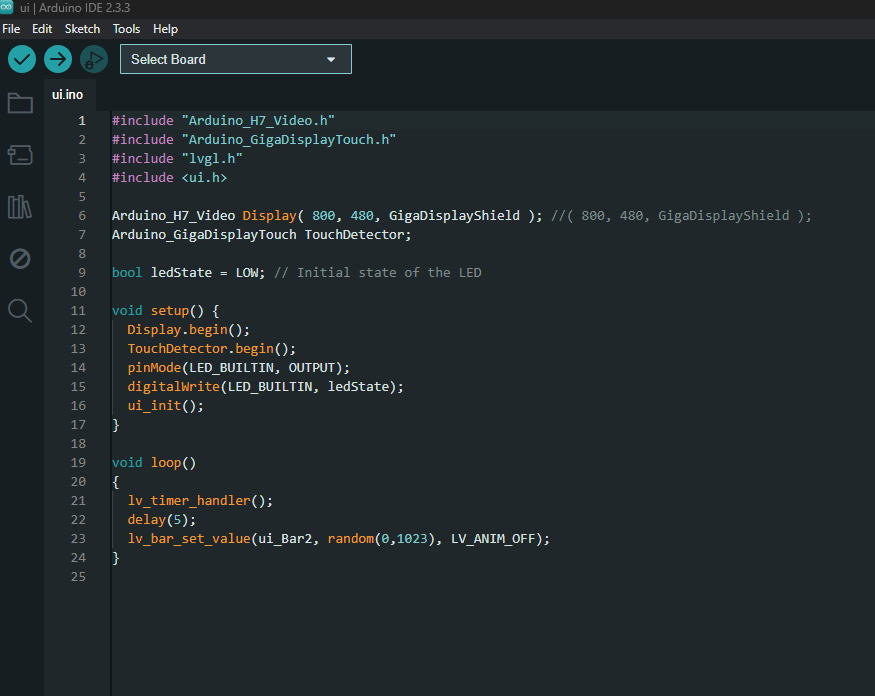 ui | Arduino IDE 2.3.3
File Edit Sketch Tools Help
Select Board
ui.ino
1 #include "Arduino_H7_Video.h"
2 #include "Arduino_GigaDisplayTouch.h"
3 #include "lvgl.h"
4 #include <ui.h>
5
6 Arduino_H7_Video Display( 800, 480, GigaDisplayShield ); //( 800, 480, GigaDisplayShield );
7 Arduino_GigaDisplayTouch TouchDetector;
8
9 bool ledState = LOW; // Initial state of the LED
10
11 void setup() {
12   Display.begin();
13   TouchDetector.begin();
14   pinMode(LED_BUILTIN, OUTPUT);
15   digitalWrite(LED_BUILTIN, ledState);
16   ui_init();
17 }
18
19 void loop()
20 {
21   lv_timer_handler();
22   delay(5);
23   lv_bar_set_value(ui_Bar2, random(0,1023), LV_ANIM_OFF);
24 }
25